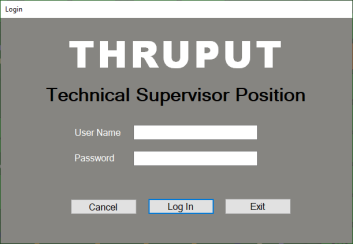 Login
THRUPUT
Technical Supervisor Position
User Name
Password
Cancel Log In Exit